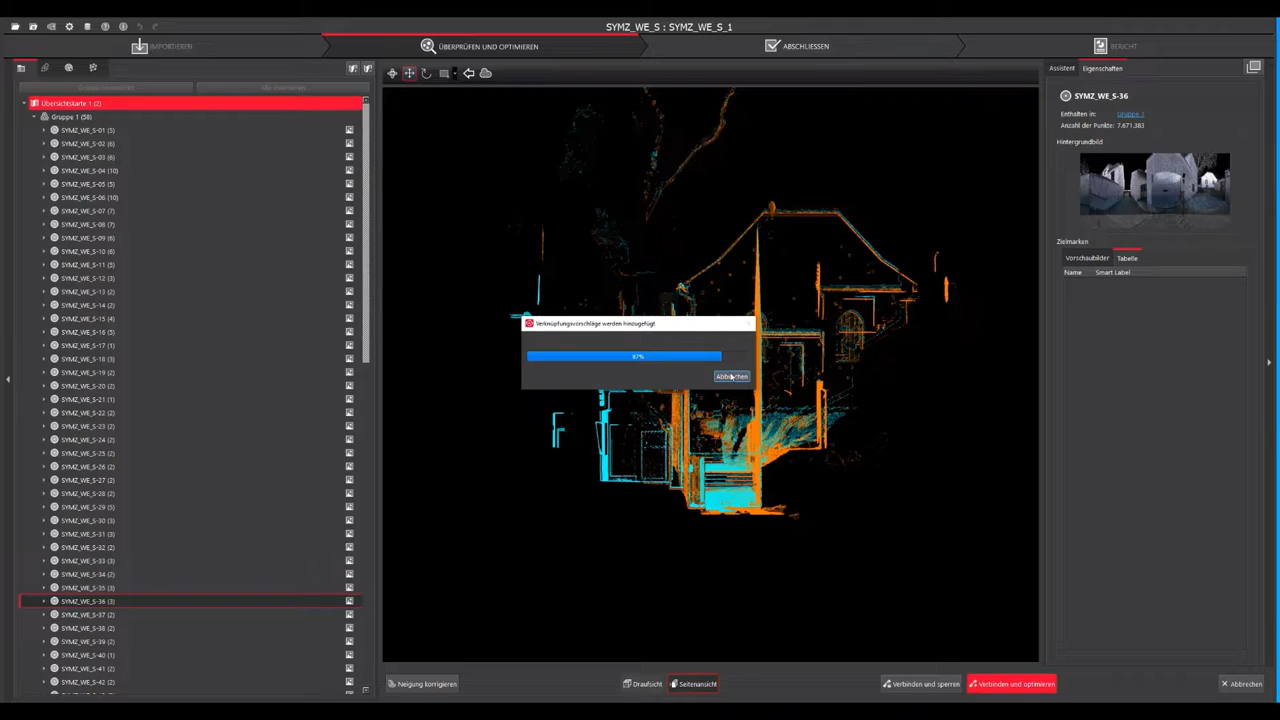 SYMZ_WE_S : SYMZ_WE_S_1
IMPORTIEREN
ÜBERPRÜFEN UND OPTIMIEREN
ABSCHLIESSEN
BERICHT
Übersichtskarte 1 (2)
Gruppe 1 (58)
SYMZ_WE_S-01 (5)
SYMZ_WE_S-02 (6)
SYMZ_WE_S-03 (6)
SYMZ_WE_S-04 (10)
SYMZ_WE_S-05 (5)
SYMZ_WE_S-06 (10)
SYMZ_WE_S-07 (7)
SYMZ_WE_S-08 (7)
SYMZ_WE_S-09 (6)
SYMZ_WE_S-10 (6)
SYMZ_WE_S-11 (5)
SYMZ_WE_S-12 (5)
SYMZ_WE_S-13 (2)
SYMZ_WE_S-14 (2)
SYMZ_WE_S-15 (4)
SYMZ_WE_S-16 (5)
SYMZ_WE_S-17 (1)
SYMZ_WE_S-18 (3)
SYMZ_WE_S-19 (2)
SYMZ_WE_S-20 (2)
SYMZ_WE_S-21 (1)
SYMZ_WE_S-22 (2)
SYMZ_WE_S-23 (2)
SYMZ_WE_S-24 (2)
SYMZ_WE_S-25 (2)
SYMZ_WE_S-26 (2)
SYMZ_WE_S-27 (2)
SYMZ_WE_S-28 (2)
SYMZ_WE_S-29 (5)
SYMZ_WE_S-30 (3)
SYMZ_WE_S-31 (3)
SYMZ_WE_S-32 (2)
SYMZ_WE_S-33 (3)
SYMZ_WE_S-34 (2)
SYMZ_WE_S-35 (3)
SYMZ_WE_S-36 (3)
SYMZ_WE_S-37 (2)
SYMZ_WE_S-38 (2)
SYMZ_WE_S-39 (2)
SYMZ_WE_S-40 (1)
SYMZ_WE_S-41 (2)
SYMZ_WE_S-42 (2)
Verknüpfungsvorschläge werden hinzugefügt
87%
Abbrechen
Neigung korrigieren
Draufsicht
Seitenansicht
Verbinden und sperren
Verbinden und optimieren
Abbrechen
Assistent
Eigenschaften
SYMZ_WE_S-36
Enthalten in: Gruppe 1
Anzahl der Punkte: 7.671.383
Hintergrundbild
Zielmarken
Vorschaubilder
Tabelle
Name
Smart Label